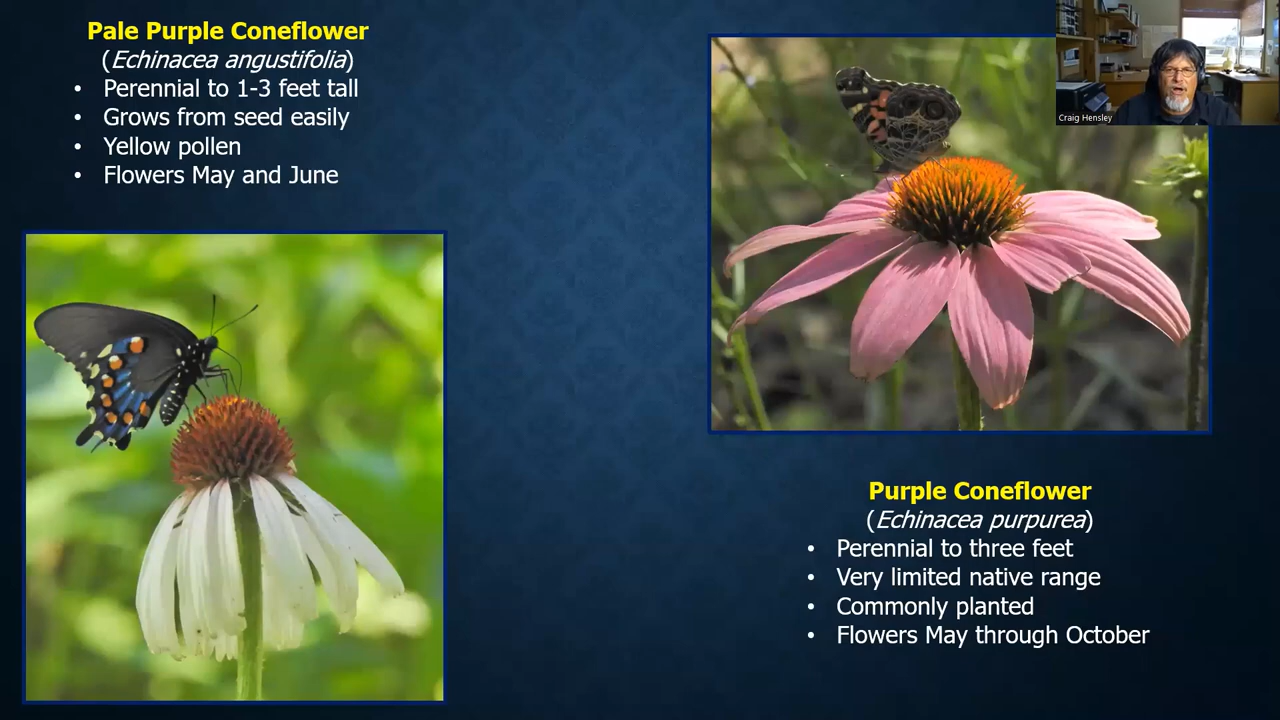 Pale Purple Coneflower
(Echinacea angustifolia)
• Perennial to 1-3 feet tall
• Grows from seed easily
• Yellow pollen
• Flowers May and June
Craig Hensley
Purple Coneflower
(Echinacea purpurea)
• Perennial to three feet
• Very limited native range
• Commonly planted
• Flowers May through October